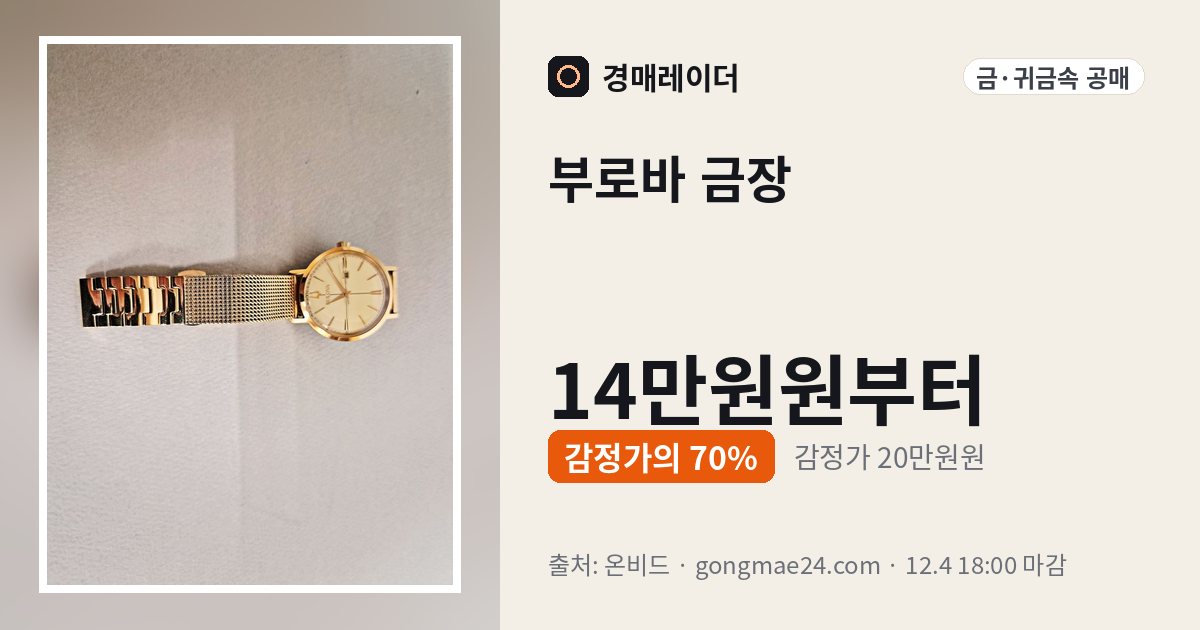 경매레이더
금·귀금속 공매
부로바 금장
14만원원부터
감정가의 70%
감정가 20만원원
출처: 온비드 · gongmae24.com · 12.4 18:00 마감